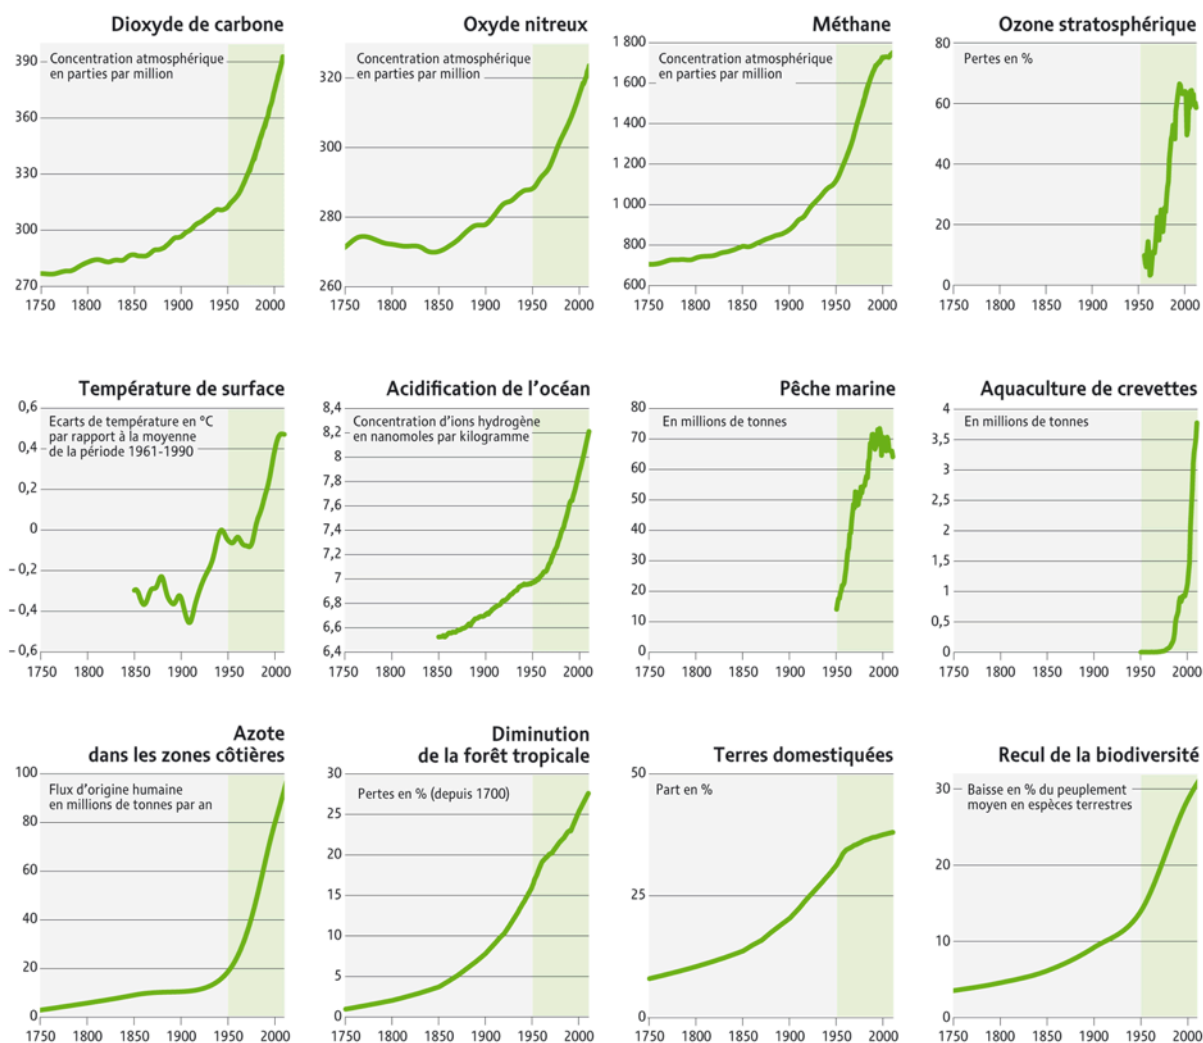 Dioxyde de carbone
Concentration atmosphérique
en parties par million
390
360
330
300
270
1750 1800 1850 1900 1950 2000
Oxyde nitreux
Concentration atmosphérique
en parties par million
320
300
280
260
1750 1800 1850 1900 1950 2000
Méthane
Concentration atmosphérique
en parties par million
1 800
1 600
1 400
1 200
1 000
800
600
1750 1800 1850 1900 1950 2000
Ozone stratosphérique
Pertes en %
80
60
40
20
0
1750 1800 1850 1900 1950 2000
Température de surface
Ecarts de température en °C
par rapport à la moyenne
de la période 1961-1990
0,6
0,4
0,2
0
– 0,2
– 0,4
– 0,6
1750 1800 1850 1900 1950 2000
Acidification de l'océan
Concentration d'ions hydrogène
en nanomoles par kilogramme
8,4
8,2
8
7,8
7,6
7,4
7,2
7
6,8
6,6
6,4
1750 1800 1850 1900 1950 2000
Pêche marine
En millions de tonnes
80
70
60
50
40
30
20
10
0
1750 1800 1850 1900 1950 2000
Aquaculture de crevettes
En millions de tonnes
4
3,5
3
2,5
2
1,5
1
0,5
0
1750 1800 1850 1900 1950 2000
Azote
dans les zones côtières
Flux d'origine humaine
en millions de tonnes par an
100
80
60
40
20
0
1750 1800 1850 1900 1950 2000
Diminution
de la forêt tropicale
Pertes en % (depuis 1700)
30
25
20
15
10
5
0
1750 1800 1850 1900 1950 2000
Terres domestiquées
Part en %
50
25
0
1750 1800 1850 1900 1950 2000
Recul de la biodiversité
Baisse en % du peuplement
moyen en espèces terrestres
30
20
10
0
1750 1800 1850 1900 1950 2000